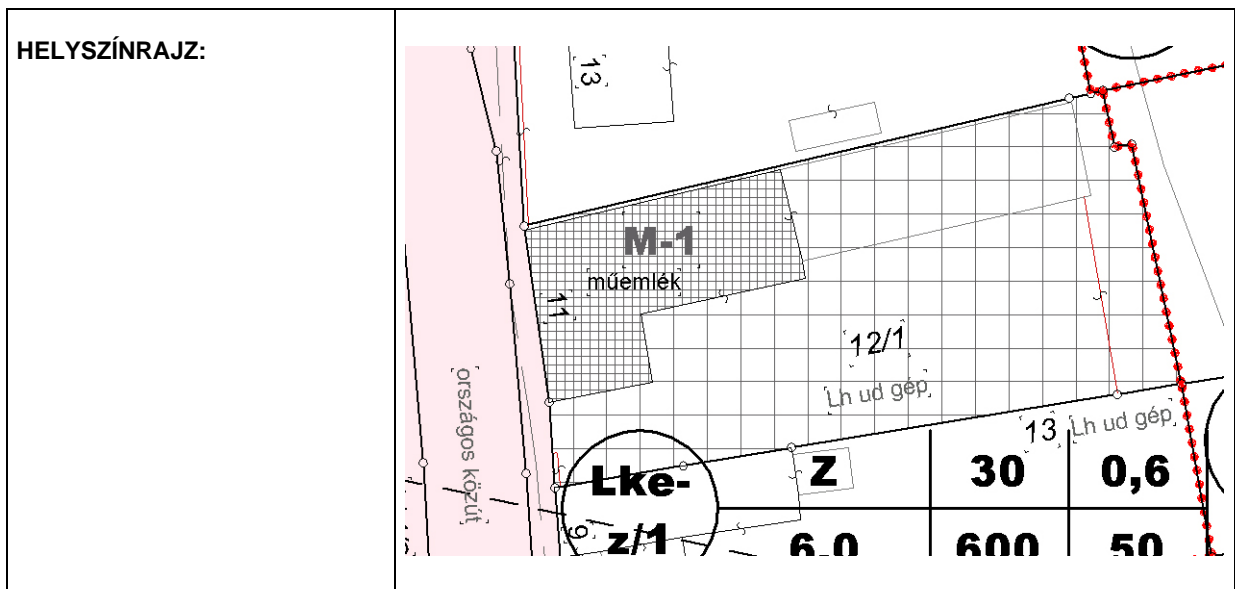 HELYSZÍNRAJZ:
13
M-1
műemlék
11
12/1
Lh ud gép
13 Lh ud gép
országos közút
Lke-
z/1
Z 30 0,6
6,0 600 50
9